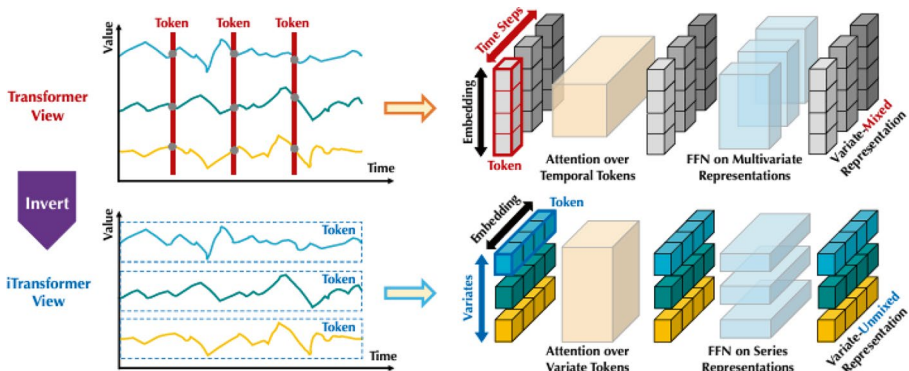 Value
Token
Token
Token
Time
Transformer
View
Invert
Value
Token
Token
Token
Time
iTransformer
View
Time Steps
Embedding
Token
Attention over
Temporal Tokens
FFN on Multivariate
Representations
Variate-Mixed
Representation
Embedding
Token
Variates
Attention over
Variate Tokens
FFN on Series
Representations
Variate-Unmixed
Representation